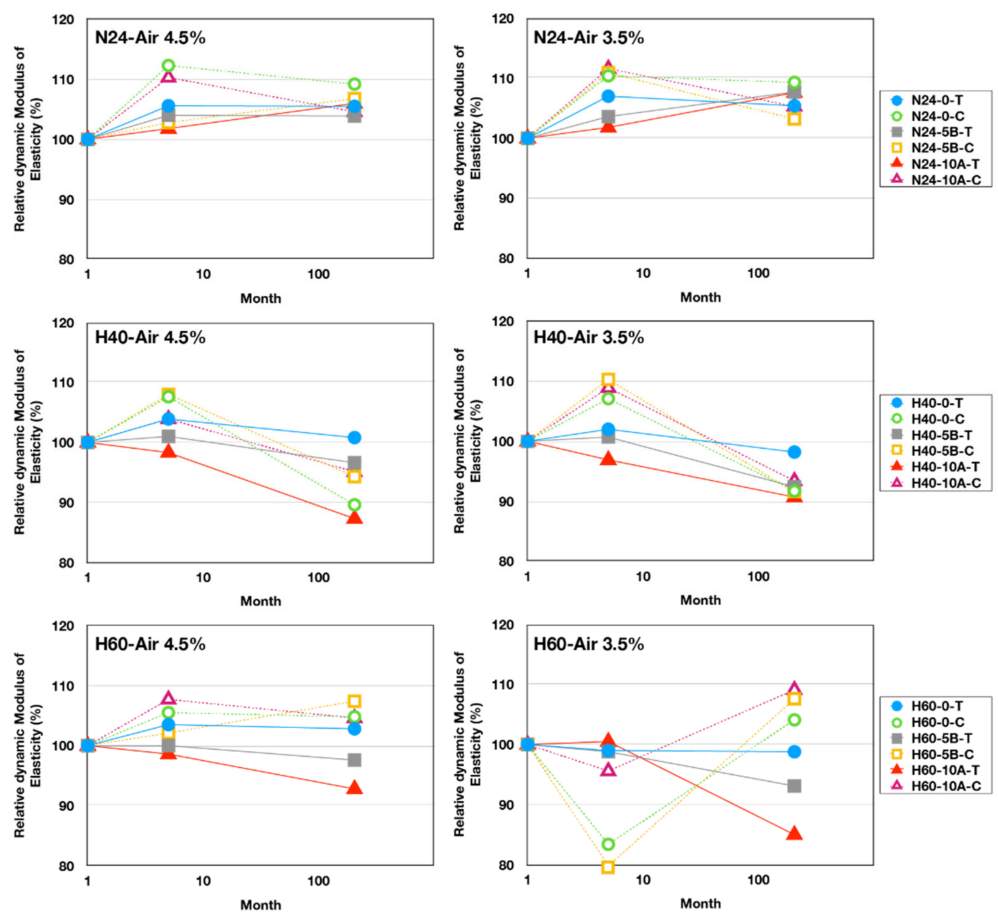 N24-Air 4.5%
Relative dynamic Modulus of
Elasticity (%)
120
110
100
90
80
1
10
100
Month
N24-Air 3.5%
Relative dynamic Modulus of
Elasticity (%)
120
110
100
90
80
1
10
100
Month
N24-0-T
N24-0-C
N24-5B-T
N24-5B-C
N24-10A-T
N24-10A-C
H40-Air 4.5%
Relative dynamic Modulus of
Elasticity (%)
120
110
100
90
80
1
10
100
Month
H40-Air 3.5%
Relative dynamic Modulus of
Elasticity (%)
120
110
100
90
80
1
10
100
Month
H40-0-T
H40-0-C
H40-5B-T
H40-5B-C
H40-10A-T
H40-10A-C
H60-Air 4.5%
Relative dynamic Modulus of
Elasticity (%)
120
110
100
90
80
1
10
100
Month
H60-Air 3.5%
Relative dynamic Modulus of
Elasticity (%)
120
110
100
90
80
1
10
100
Month
H60-0-T
H60-0-C
H60-5B-T
H60-5B-C
H60-10A-T
H60-10A-C